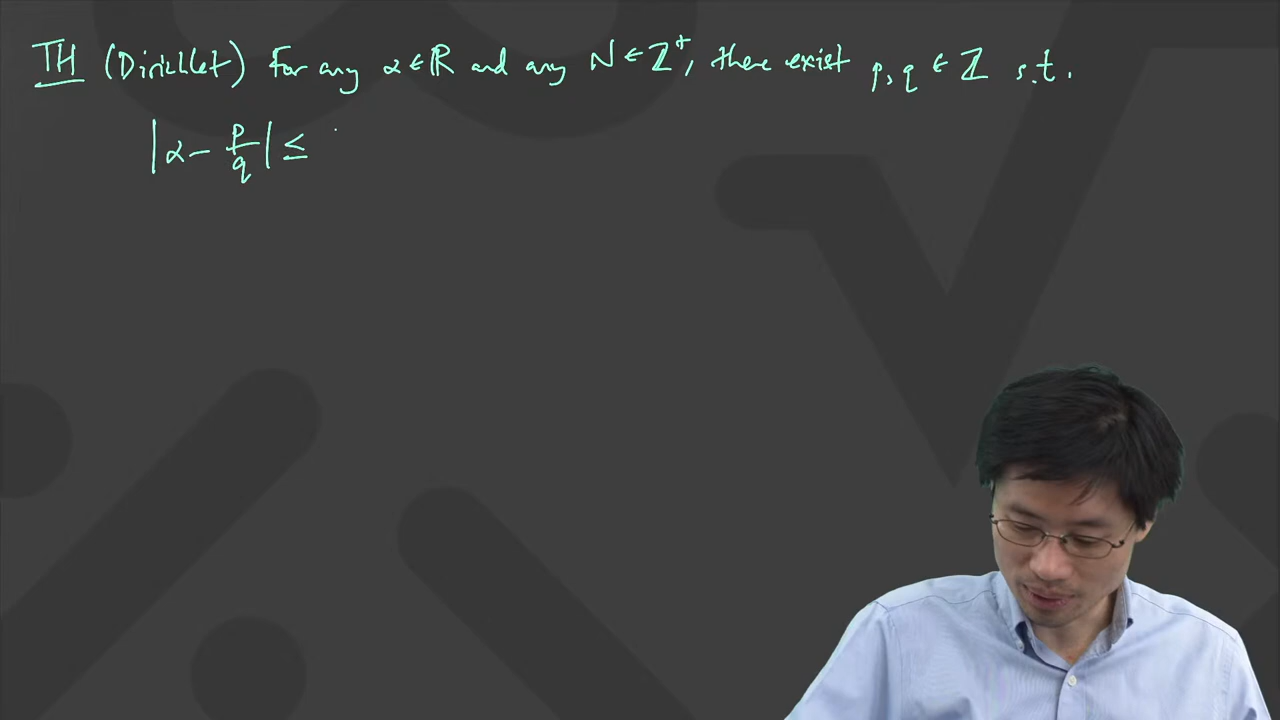 TH (Dirichlet) For any α ∈ ℝ and any N ∈ ℤ⁺, there exist p, q ∈ ℤ s.t.
|α − p/q| ≤